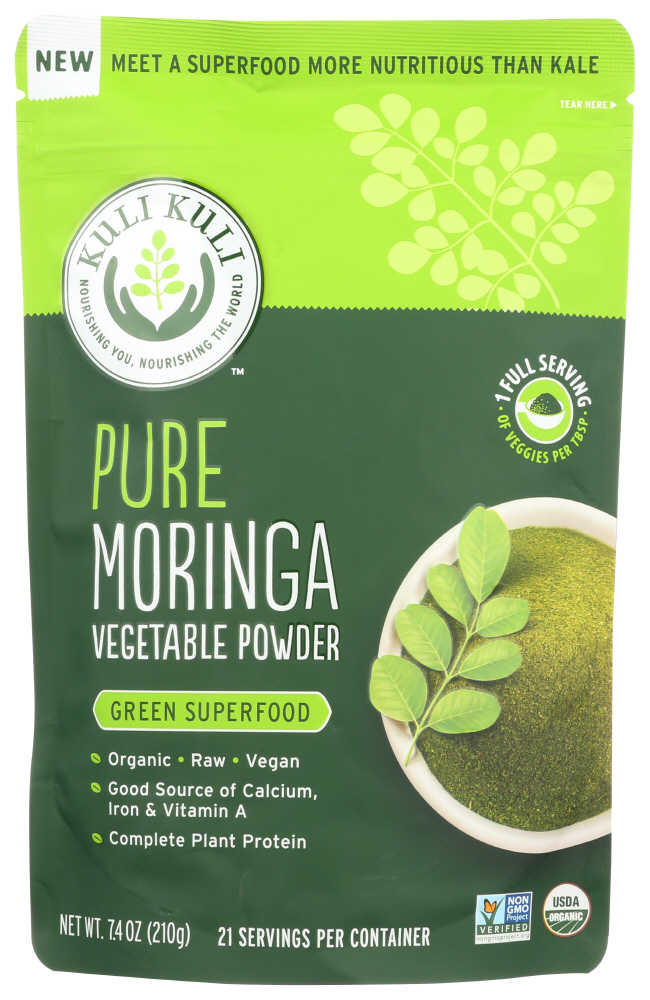 NEW MEET A SUPERFOOD MORE NUTRITIOUS THAN KALE
TEAR HERE
KULI KULI
NOURISHING YOU, NOURISHING THE WORLD
TM
1 FULL SERVING
• OF VEGGIES PER TBSP •
PURE
MORINGA
VEGETABLE POWDER
GREEN SUPERFOOD
Organic • Raw • Vegan
Good Source of Calcium,
Iron & Vitamin A
Complete Plant Protein
NON
GMO
Project
VERIFIED
nongmoproject.org
USDA
ORGANIC
NET WT. 7.4 OZ (210g)
21 SERVINGS PER CONTAINER